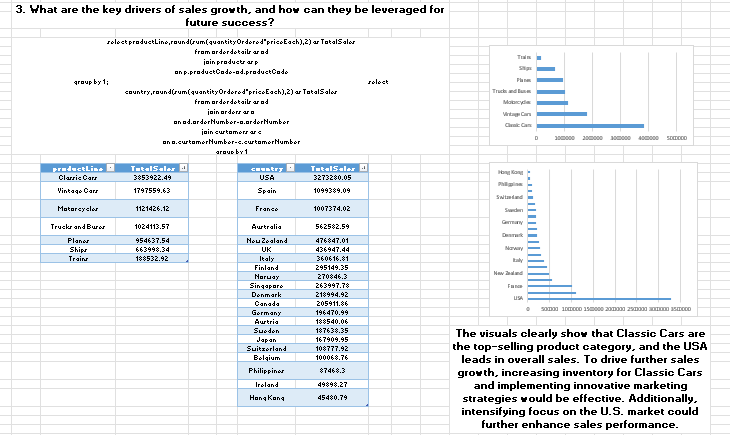 3. What are the key drivers of sales growth, and how can they be leveraged for
future success?
select productLine,round(sum(quantityOrdered*priceEach),2) as TotalSales
from orderdetails as od
join products as p
on p.productCode=od.productCode
group by 1; select
country,round(sum(quantityOrdered*priceEach),2) as TotalSales
from orderdetails as od
join orders as o
on od.orderNumber=o.orderNumber
join customers as c
on o.customerNumber=c.customerNumber
group by 1
productLine TotalSales
Classic Cars 3853922.49
Vintage Cars 1797559.63
Motorcycles 1121426.12
Trucks and Buses 1024113.57
Planes 954637.54
Ships 663998.34
Trains 188532.92
country TotalSales
USA 3273280.05
Spain 1099389.09
France 1007374.02
Australia 562582.59
New Zealand 476847.01
UK 436947.44
Italy 360616.81
Finland 295149.35
Norway 270846.3
Singapore 263997.78
Denmark 218994.92
Canada 205911.86
Germany 196470.99
Austria 188540.06
Sweden 187638.35
Japan 167909.95
Switzerland 108777.92
Belgium 100068.76
Philippines 87468.3
Ireland 49898.27
Hong Kong 45480.79
Trains
Ships
Planes
Trucks and Buses
Motorcycles
Vintage Cars
Classic Cars
0 1000000 2000000 3000000 4000000 5000000
Hong Kong
Philippines
Switzerland
Sweden
Germany
Denmark
Norway
Italy
New Zealand
France
USA
0 500000 1000000 1500000 2000000 2500000 3000000 3500000
The visuals clearly show that Classic Cars are
the top-selling product category, and the USA
leads in overall sales. To drive further sales
growth, increasing inventory for Classic Cars
and implementing innovative marketing
strategies would be effective. Additionally,
intensifying focus on the U.S. market could
further enhance sales performance.